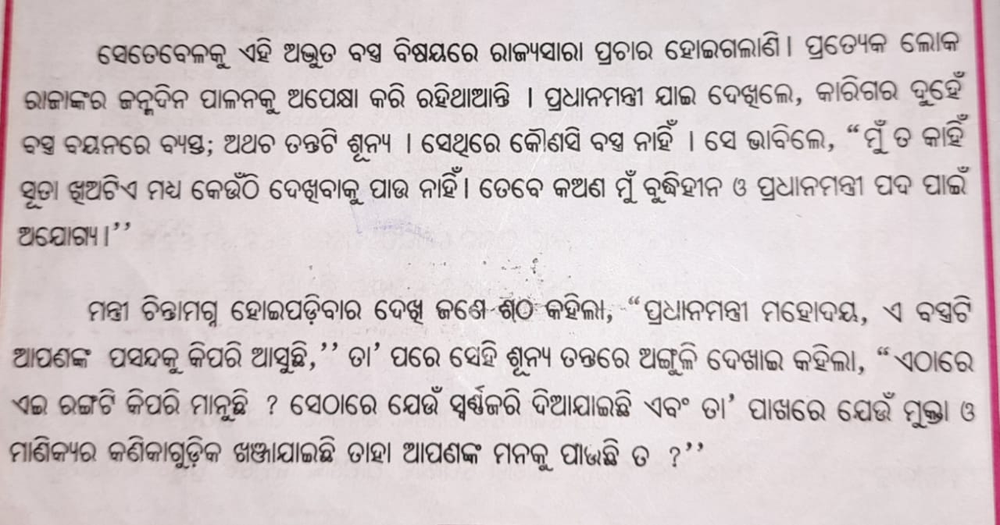 ସେତେବେଳକୁ ଏହି ଅଦ୍ଭୁତ ବସ୍ତ୍ର ବିଷୟରେ ରାଜ୍ୟସାରା ପ୍ରଚାର ହୋଇଗଲାଣି। ପ୍ରତ୍ୟେକ ଲୋକ
ରାଜାଙ୍କର ଜନ୍ମଦିନ ପାଳନକୁ ଅପେକ୍ଷା କରି ରହିଥାଆନ୍ତି । ପ୍ରଧାନମନ୍ତ୍ରୀ ଯାଇ ଦେଖିଲେ, କାରିଗର ଦୁହେଁ
ବସ୍ତ୍ର ବୟନରେ ବ୍ୟସ୍ତ; ଅଥଚ ତନ୍ତଟି ଶୂନ୍ୟ । ସେଥିରେ କୌଣସି ବସ୍ତ୍ର ନାହିଁ । ସେ ଭାବିଲେ, “ମୁଁ ତ କାହିଁ
ସୂତା ଖିଅଟିଏ ମଧ୍ୟ କେଉଁଠି ଦେଖିବାକୁ ପାଉ ନାହିଁ। ତେବେ କଅଣ ମୁଁ ବୁଦ୍ଧିହୀନ ଓ ପ୍ରଧାନମନ୍ତ୍ରୀ ପଦ ପାଇଁ
ଅଯୋଗ୍ୟ।’’
ମନ୍ତ୍ରୀ ଚିନ୍ତାମଗ୍ନ ହୋଇପଡ଼ିବାର ଦେଖି ଜଣେ ଶଠ କହିଲା, “ପ୍ରଧାନମନ୍ତ୍ରୀ ମହୋଦୟ, ଏ ବସ୍ତ୍ରଟି
ଆପଣଙ୍କ ପସନ୍ଦକୁ କିପରି ଆସୁଛି,’’ ତା’ ପରେ ସେହି ଶୂନ୍ୟ ତନ୍ତରେ ଅଙ୍ଗୁଳି ଦେଖାଇ କହିଲା, “ଏଠାରେ
ଏଇ ରଙ୍ଗଟି କିପରି ମାନୁଛି ? ସେଠାରେ ଯେଉଁ ସ୍ୱର୍ଣ୍ଣଜରି ଦିଆଯାଇଛି ଏବଂ ତା’ ପାଖରେ ଯେଉଁ ମୁକ୍ତା ଓ
ମାଣିକ୍ୟର କଣିକାଗୁଡ଼ିକ ଖଞ୍ଜାଯାଇଛି ତାହା ଆପଣଙ୍କ ମନକୁ ପାଉଛି ତ ?’’